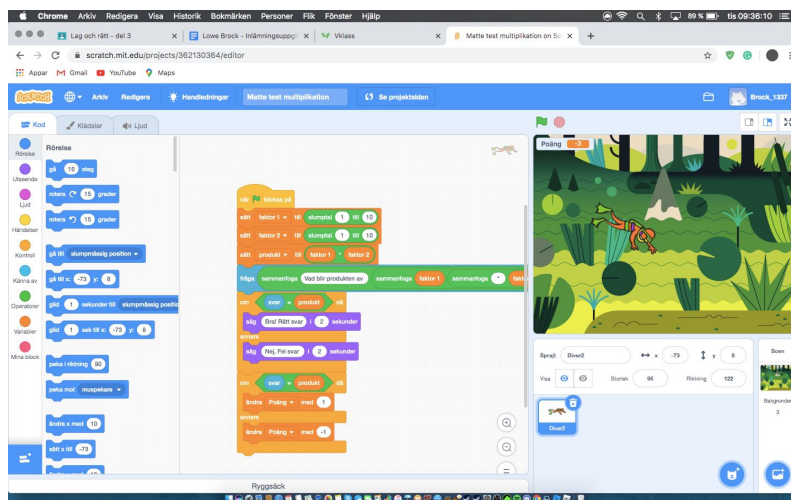 Chrome Arkiv Redigera Visa Historik Bokmärken Personer Flik Fönster Hjälp 89 % tis 09:36:10
Lag och rätt - del 3 Lowe Brock - Inlämningsuppgif Vklass Matte test multiplikation on Sc
scratch.mit.edu/projects/362130364/editor
Appar Gmail YouTube Maps
SCRATCH Arkiv Redigera Handledningar Matte test multiplikation Se projektsidan Brock_1337
Kod Klädslar Ljud
Rörelse
Utseende
Ljud
Händelser
Kontroll
Känna av
Operatorer
Variabler
Mina block
Rörelse
gå 10 steg
rotera 15 grader
rotera 15 grader
gå till slumpmässig position
gå till x: -73 y: 8
glid 1 sekunder till slumpmässig positio
glid 1 sek till x: -73 y: 8
peka i riktning 90
peka mot muspekare
ändra x med 10
sätt x till -73
när klickas på
sätt faktor 1 till slumptal 1 till 10
sätt faktor 2 till slumptal 1 till 10
sätt produkt till faktor 1 * faktor 2
fråga sammanfoga Vad blir produkten av sammanfoga faktor 1 sammanfoga * fakto
om svar = produkt då
säg Bra! Rätt svar i 2 sekunder
annars
säg Nej, Fel svar i 2 sekunder
om svar = produkt då
ändra Poäng med 1
annars
ändra Poäng med -1
Ryggsäck
Poäng -3
Sprajt Diver2 x -73 y 8
Visa Storlek 95 Riktning 122
Diver2
Scen
Bakgrunder
3